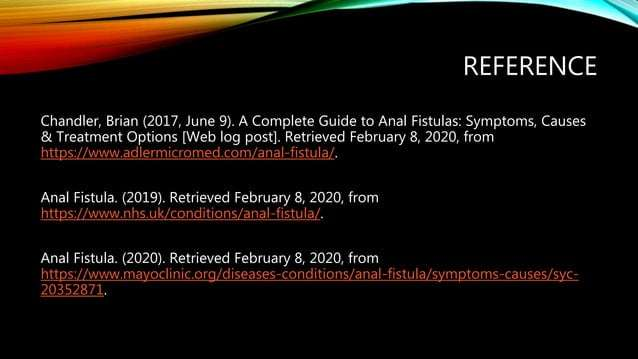 REFERENCE
Chandler, Brian (2017, June 9). A Complete Guide to Anal Fistulas: Symptoms, Causes
& Treatment Options [Web log post]. Retrieved February 8, 2020, from
https://www.adlermicromed.com/anal-fistula/.
Anal Fistula. (2019). Retrieved February 8, 2020, from
https://www.nhs.uk/conditions/anal-fistula/.
Anal Fistula. (2020). Retrieved February 8, 2020, from
https://www.mayoclinic.org/diseases-conditions/anal-fistula/symptoms-causes/syc-
20352871.